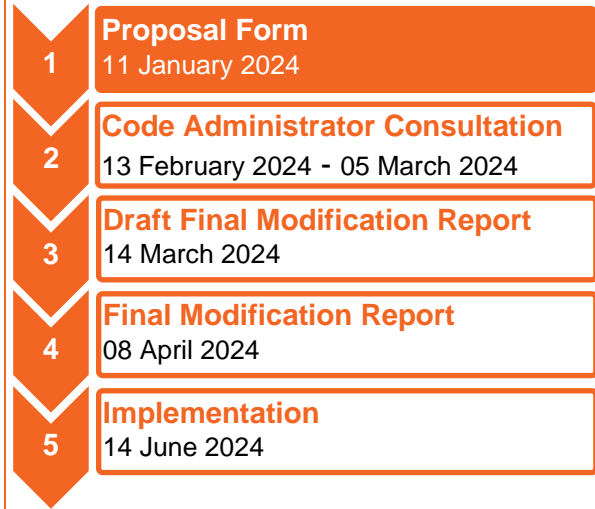 1
Proposal Form
11 January 2024
2
Code Administrator Consultation
13 February 2024 - 05 March 2024
3
Draft Final Modification Report
14 March 2024
4
Final Modification Report
08 April 2024
5
Implementation
14 June 2024